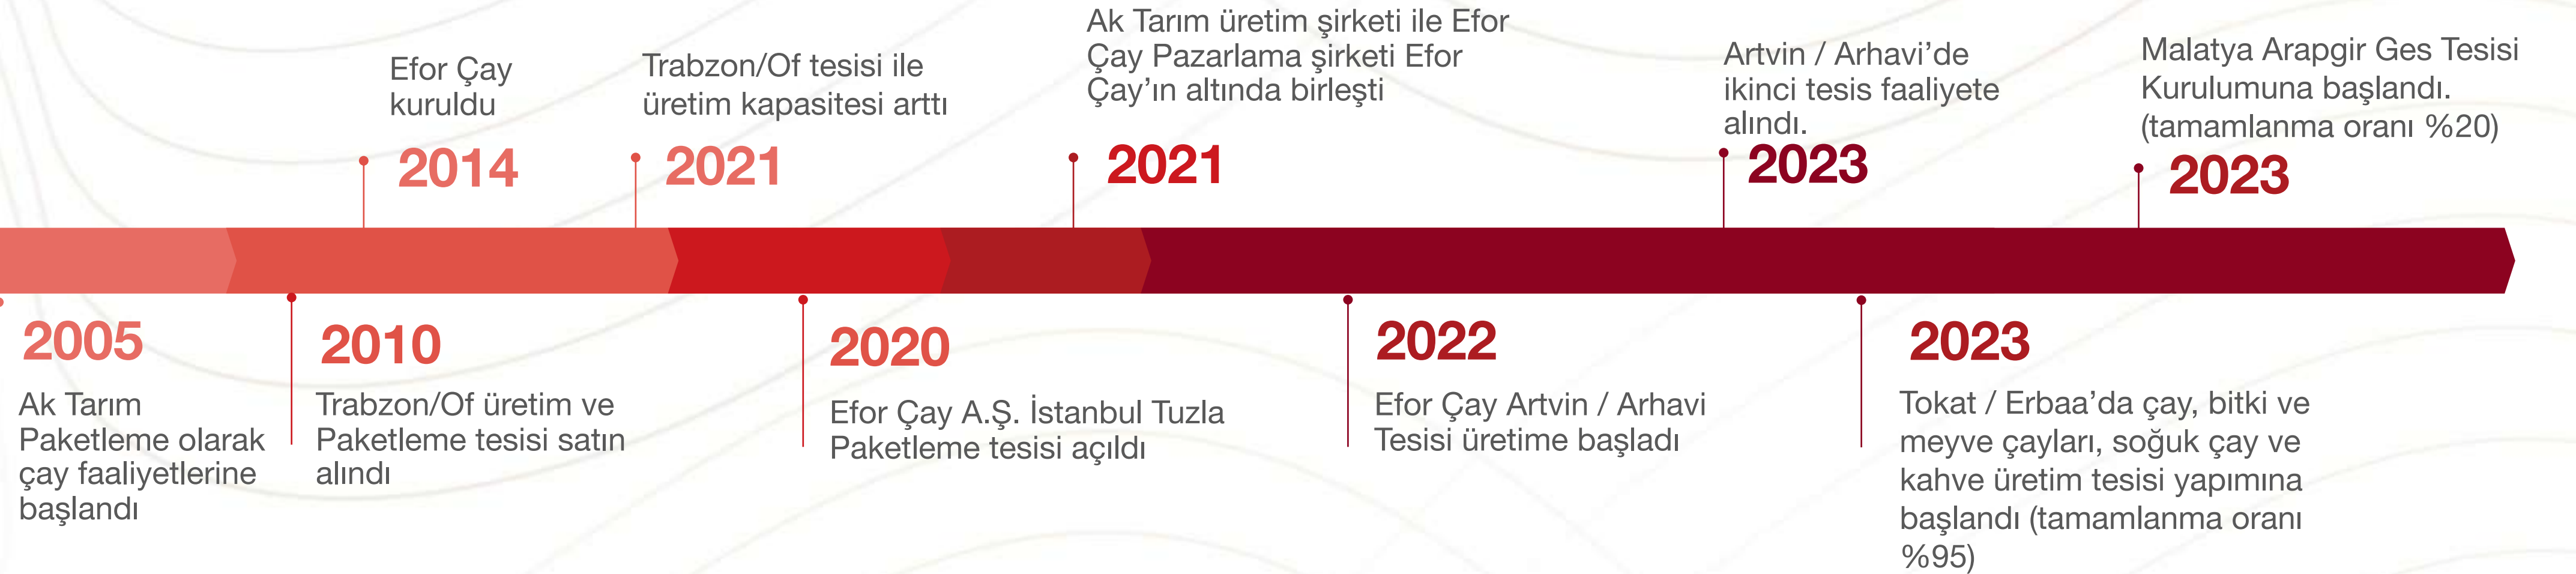 Efor Çay
kuruldu
2014
Trabzon/Of tesisi ile
üretim kapasitesi arttı
2021
Ak Tarım üretim şirketi ile Efor
Çay Pazarlama şirketi Efor
Çay’ın altında birleşti
2021
Artvin / Arhavi’de
ikinci tesis faaliyete
alındı.
2023
Malatya Arapgir Ges Tesisi
Kurulumuna başlandı.
(tamamlanma oranı %20)
2023
2005
Ak Tarım
Paketleme olarak
çay faaliyetlerine
başlandı
2010
Trabzon/Of üretim ve
Paketleme tesisi satın
alındı
2020
Efor Çay A.Ş. İstanbul Tuzla
Paketleme tesisi açıldı
2022
Efor Çay Artvin / Arhavi
Tesisi üretime başladı
2023
Tokat / Erbaa’da çay, bitki ve
meyve çayları, soğuk çay ve
kahve üretim tesisi yapımına
başlandı (tamamlanma oranı
%95)